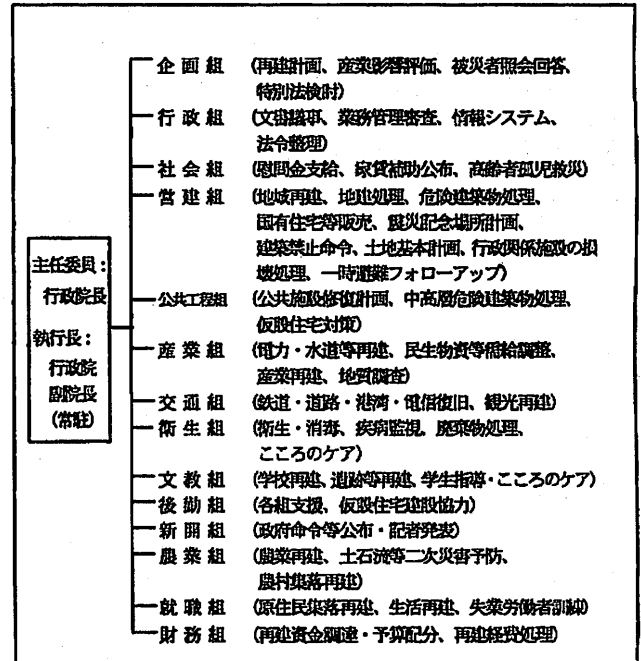 主任委員:
行政院長
執行長:
行政院
副院長
(常駐)
企画組 (再建計画、産業影響評価、被災者照会回答、
特別法検討)
行政組 (文書議事、業務管理審査、情報システム、
法令整理)
社会組 (慰問金支給、家賃補助公布、高齢者孤児救災)
営建組 (地域再建、地建処理、危険建築物処理、
国有住宅等販売、震災記念場所計画、
建築禁止命令、土地基本計画、行政関係施設の損
壊処理、一時避難フォローアップ)
公共工程組 (公共施設修復計画、中高層危険建築物処理、
仮設住宅対策)
産業組 (電力・水道等再建、民生物資等需給調整、
産業再建、地質調査)
交通組 (鉄道・道路・港湾・電信復旧、観光再建)
衛生組 (衛生・消毒、疾病監視、廃棄物処理、
こころのケア)
文教組 (学校再建、遺跡等再建、学生指導・こころのケア)
後勤組 (各組支援、仮設住宅建設協力)
新聞組 (政府命令等公布・記者発表)
農業組 (農業再建、土石流等二次災害予防、
農村集落再建)
就職組 (原住民集落再建、生活再建、失業労働者訓練)
財務組 (再建資金調達・予算配分、再建経費処理)